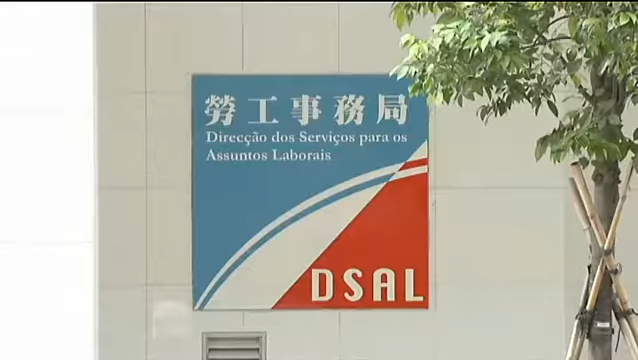 勞工事務局
Direcção dos Serviços para os
Assuntos Laborais
DSAL